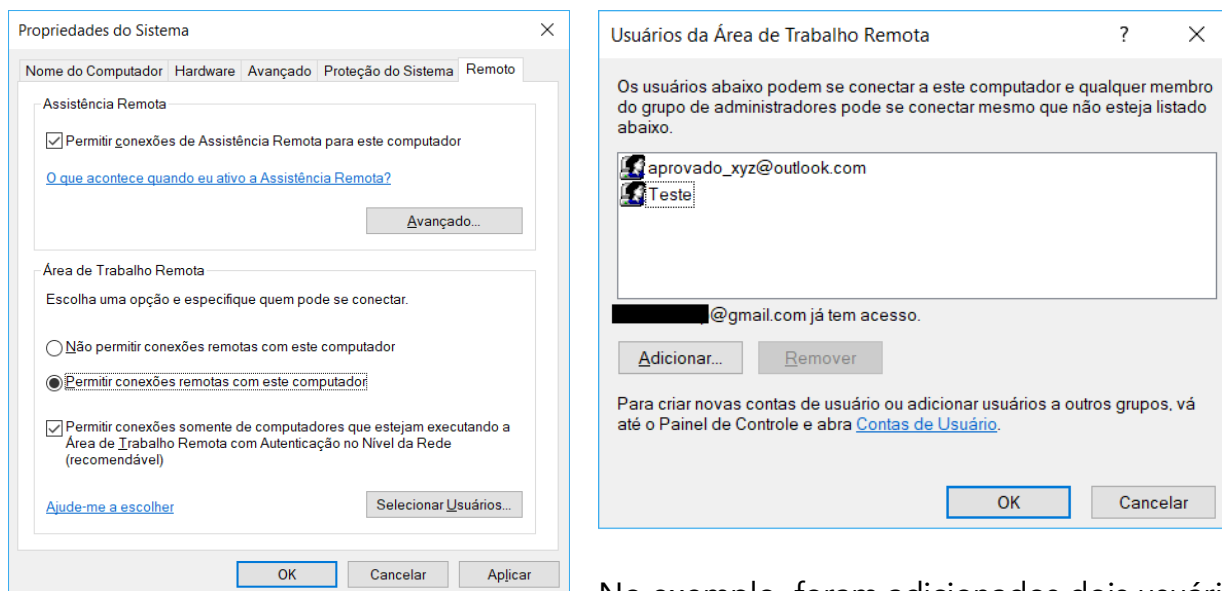 Propriedades do Sistema
Nome do Computador Hardware Avançado Proteção do Sistema Remoto
Assistência Remota
Permitir conexões de Assistência Remota para este computador
O que acontece quando eu ativo a Assistência Remota?
Avançado...
Área de Trabalho Remota
Escolha uma opção e especifique quem pode se conectar.
Não permitir conexões remotas com este computador
Permitir conexões remotas com este computador
Permitir conexões somente de computadores que estejam executando a
Área de Trabalho Remota com Autenticação no Nível da Rede
(recomendável)
Ajude-me a escolher
Selecionar Usuários...
OK Cancelar Aplicar
Usuários da Área de Trabalho Remota ?
Os usuários abaixo podem se conectar a este computador e qualquer membro
do grupo de administradores pode se conectar mesmo que não esteja listado
abaixo.
aprovado_xyz@outlook.com
Teste
@gmail.com já tem acesso.
Adicionar... Remover
Para criar novas contas de usuário ou adicionar usuários a outros grupos, vá
até o Painel de Controle e abra Contas de Usuário.
OK Cancelar